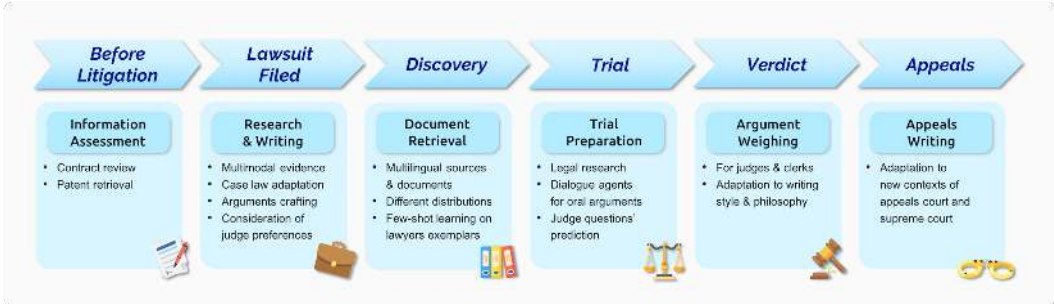 Before
Litigation
Lawsuit
Filed
Discovery
Trial
Verdict
Appeals
Information
Assessment
• Contract review
• Patent retrieval
Research
& Writing
• Multimodal evidence
• Case law adaptation
• Arguments crafting
• Consideration of
judge preferences
Document
Retrieval
• Multilingual sources
& documents
• Different distributions
• Few-shot learning on
lawyers exemplars
Trial
Preparation
• Legal research
• Dialogue agents
for oral arguments
• Judge questions'
prediction
Argument
Weighing
• For judges & clerks
• Adaptation to writing
style & philosophy
Appeals
Writing
• Adaptation to
new contexts of
appeals court and
supreme court